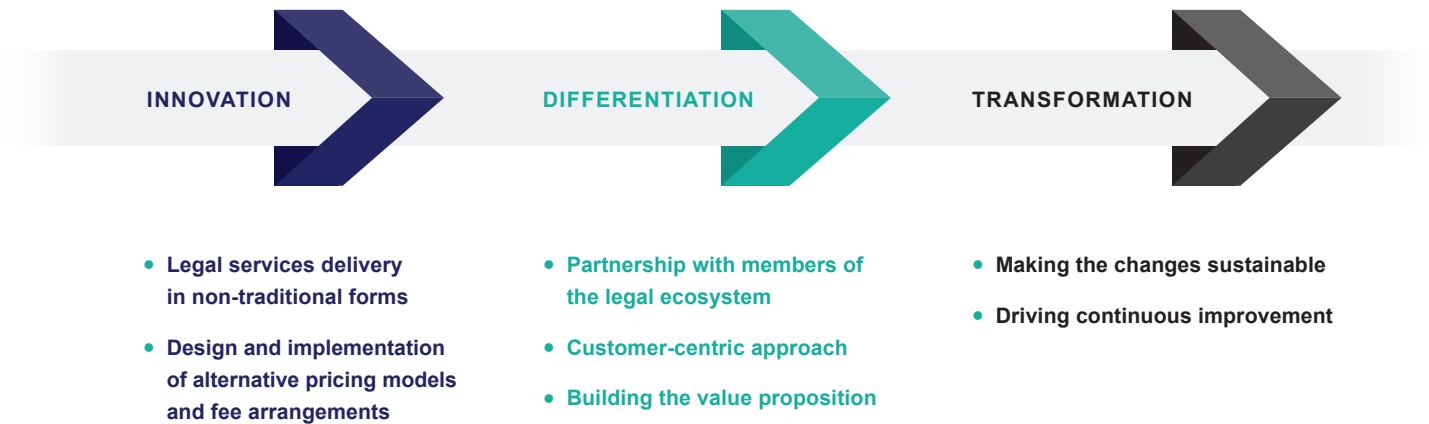 INNOVATION
DIFFERENTIATION
TRANSFORMATION
Legal services delivery
in non-traditional forms
Design and implementation
of alternative pricing models
and fee arrangements
Partnership with members of
the legal ecosystem
Customer-centric approach
Building the value proposition
Making the changes sustainable
Driving continuous improvement